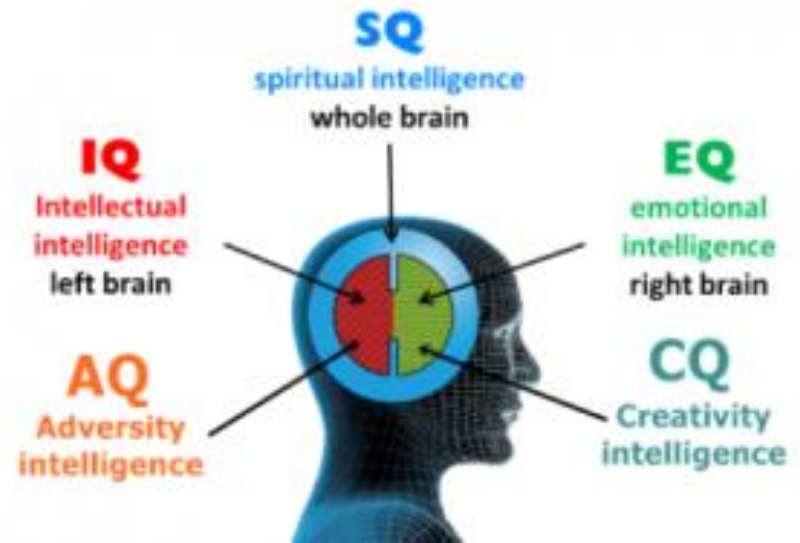 SQ
spiritual intelligence
whole brain
IQ
Intellectual
intelligence
left brain
EQ
emotional
intelligence
right brain
AQ
Adversity
intelligence
CQ
Creativity
intelligence